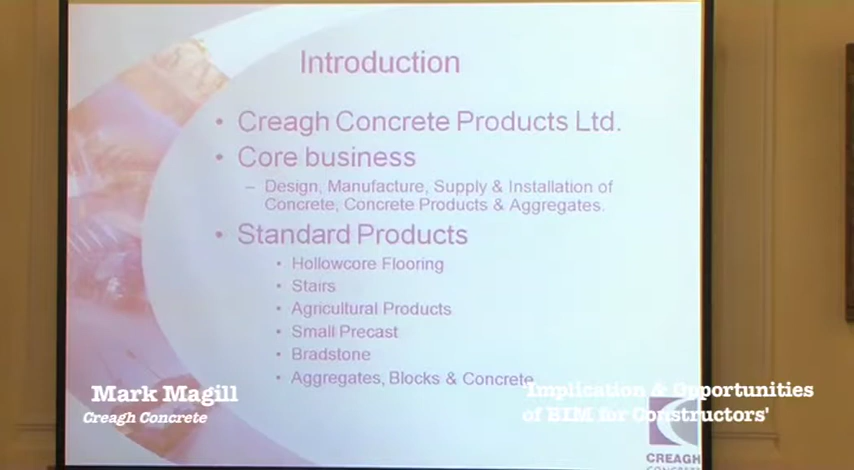 Introduction
• Creagh Concrete Products Ltd.
• Core business
– Design, Manufacture, Supply & Installation of
Concrete, Concrete Products & Aggregates.
• Standard Products
• Hollowcore Flooring
• Stairs
• Agricultural Products
• Small Precast
• Bradstone
• Aggregates, Blocks & Concrete
Mark Magill
Creagh Concrete
'Implication & Opportunities
of BIM for Constructors'
CREAGH
CONCRETE